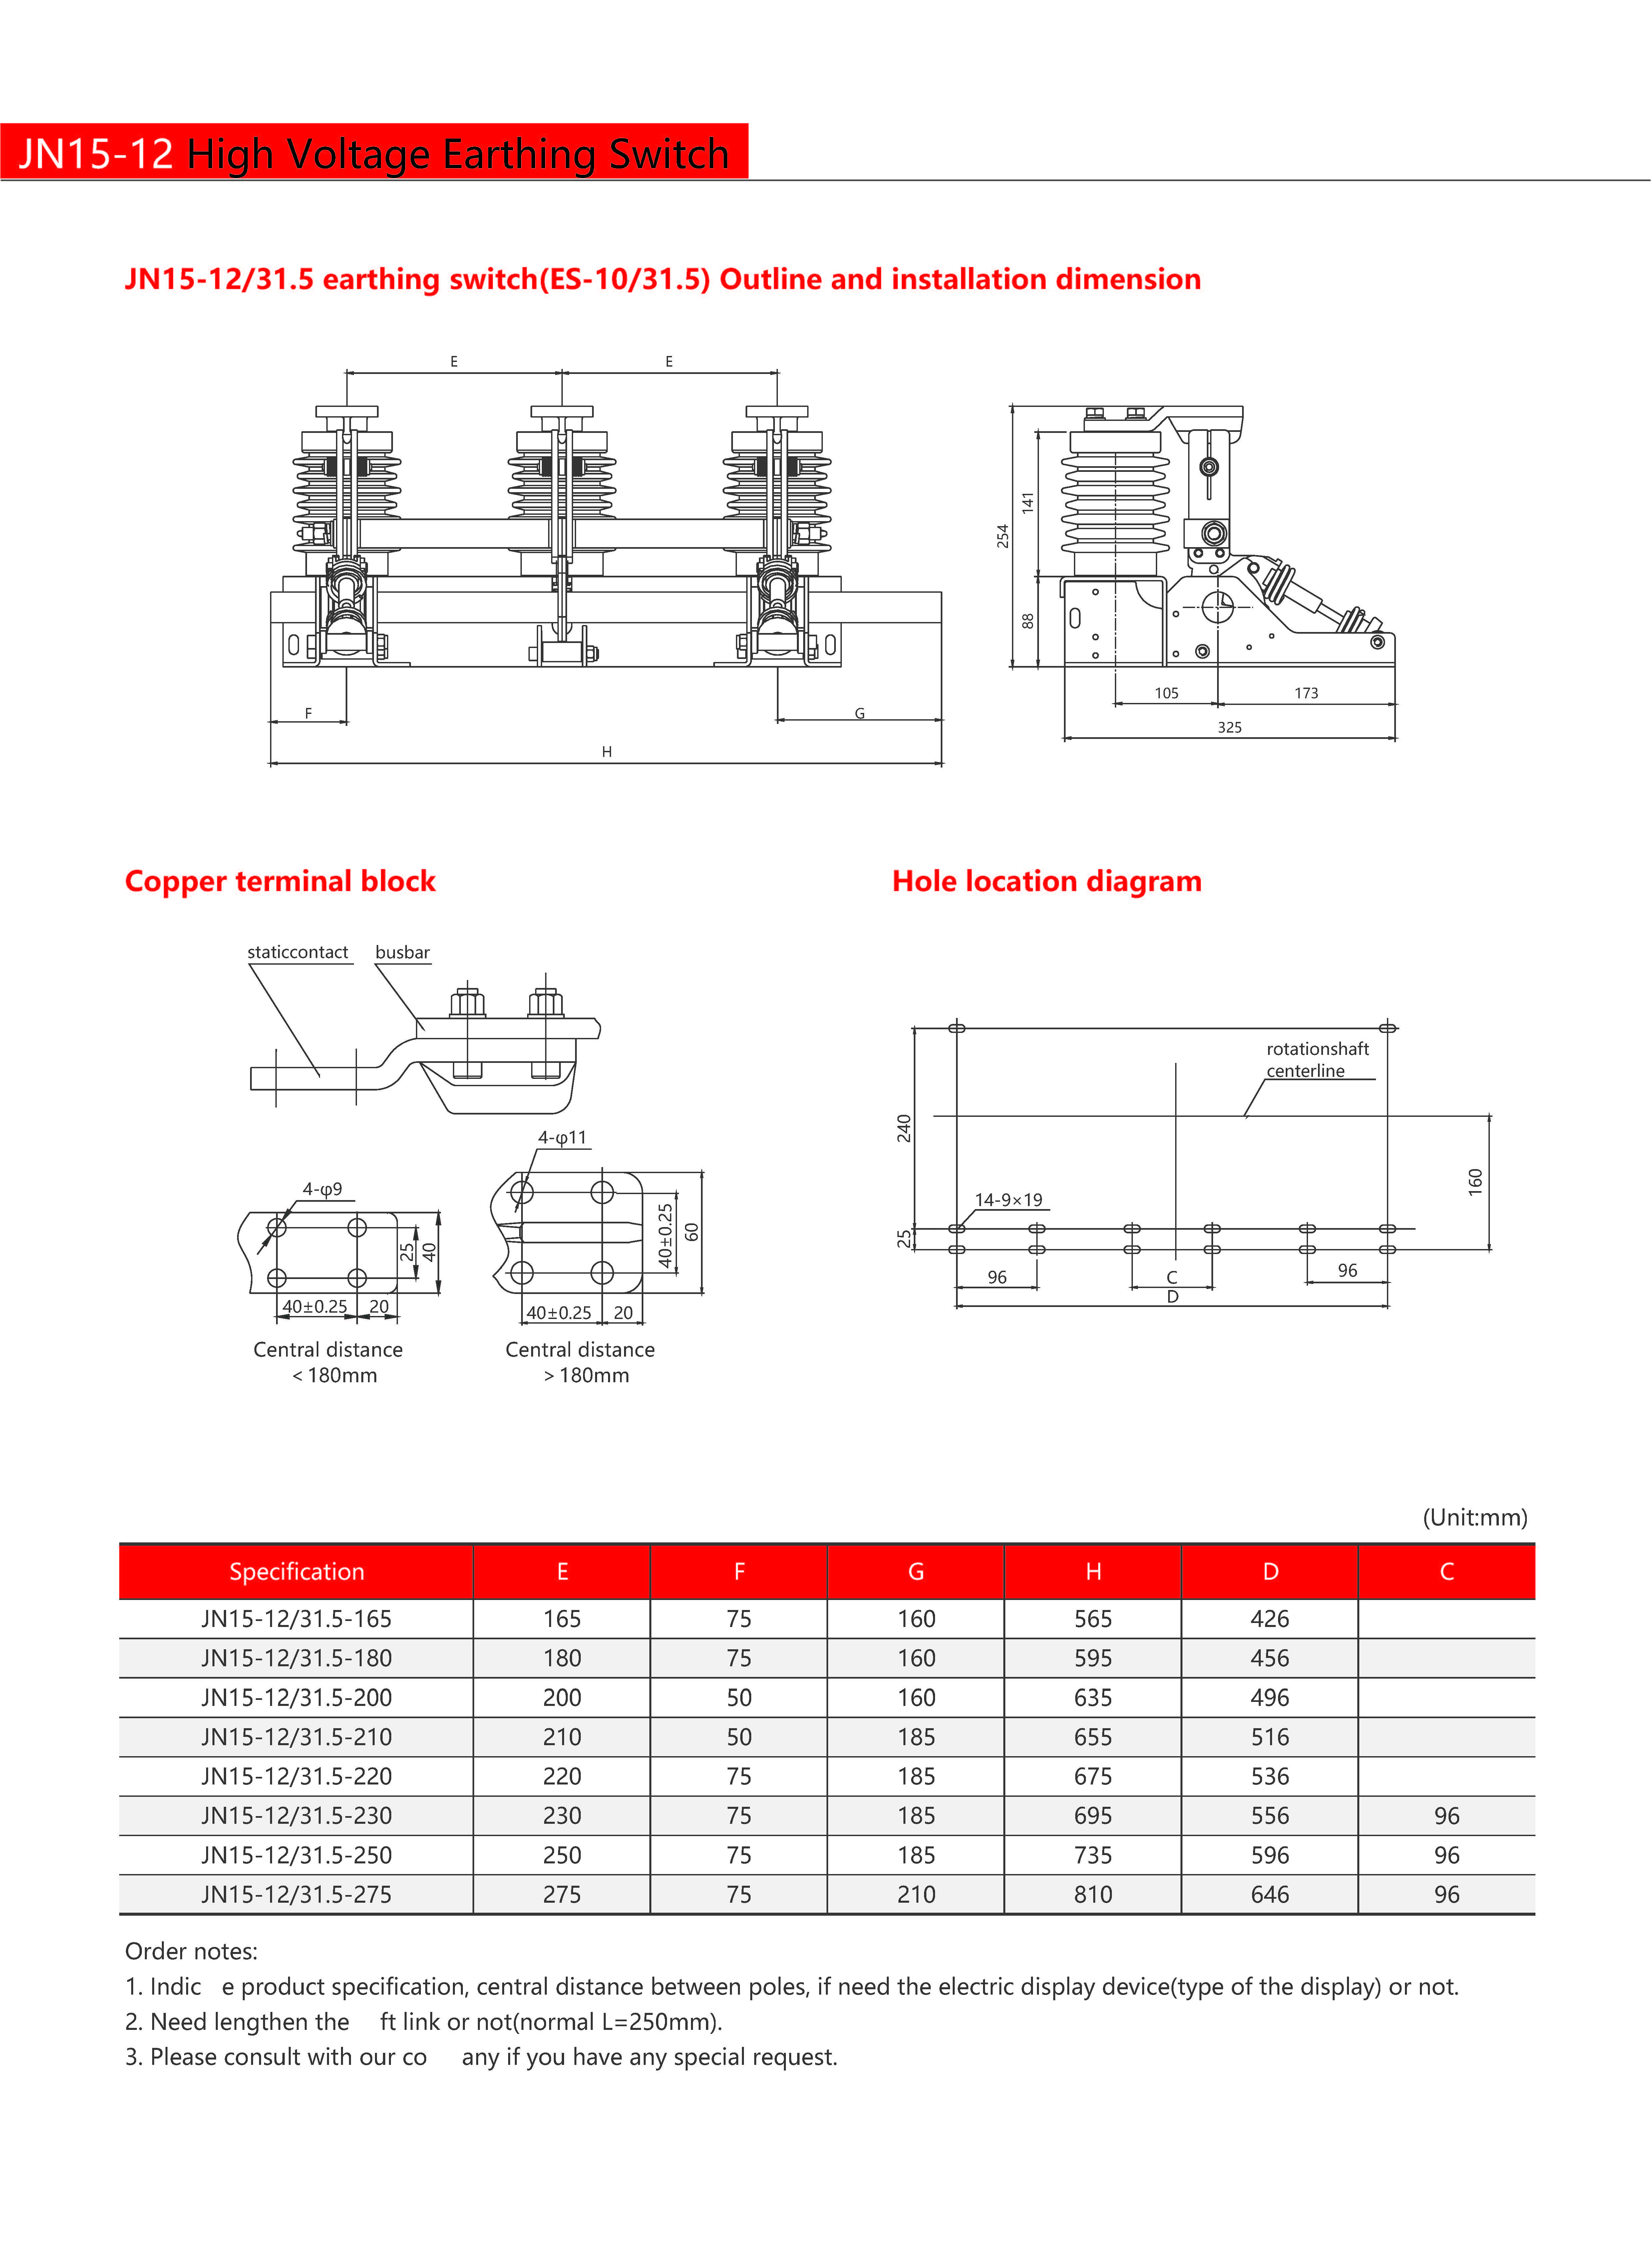 JN15-12 High Voltage Earthing Switch
JN15-12/31.5 earthing switch(ES-10/31.5) Outline and installation dimension
E E
254 141 88
105 173
325
F G
H
Copper terminal block
Hole location diagram
staticcontact busbar
4-φ11
4-φ9
25 40
40±0.25 20
40±0.25 60
40±0.25 20
Central distance
< 180mm
Central distance
> 180mm
rotationshaft
centerline
240
160
14-9×19
25
96 C 96
D
(Unit:mm)
Specification E F G H D C
JN15-12/31.5-165 165 75 160 565 426
JN15-12/31.5-180 180 75 160 595 456
JN15-12/31.5-200 200 50 160 635 496
JN15-12/31.5-210 210 50 185 655 516
JN15-12/31.5-220 220 75 185 675 536
JN15-12/31.5-230 230 75 185 695 556 96
JN15-12/31.5-250 250 75 185 735 596 96
JN15-12/31.5-275 275 75 210 810 646 96
Order notes:
1. Indic e product specification, central distance between poles, if need the electric display device(type of the display) or not.
2. Need lengthen the ft link or not(normal L=250mm).
3. Please consult with our co any if you have any special request.